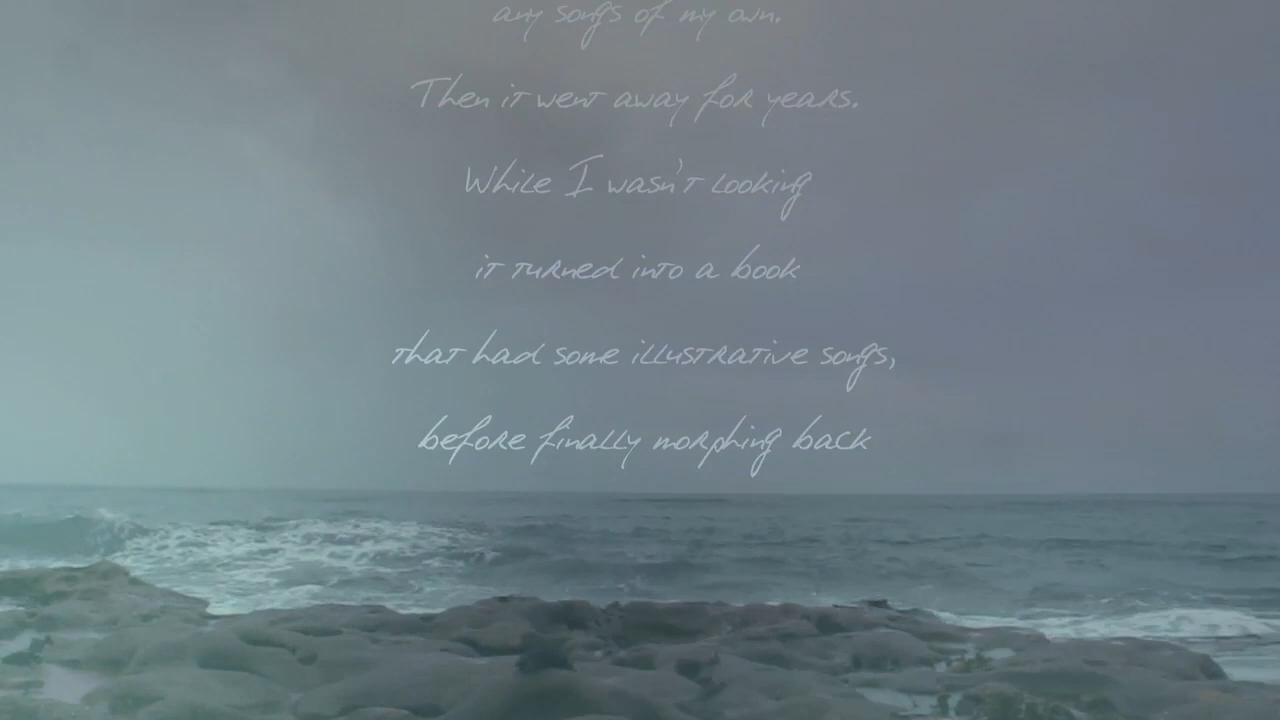 any songs of my own.
Then it went away for years.
While I wasn't looking
it turned into a book
that had some illustrative songs,
before finally morphing back